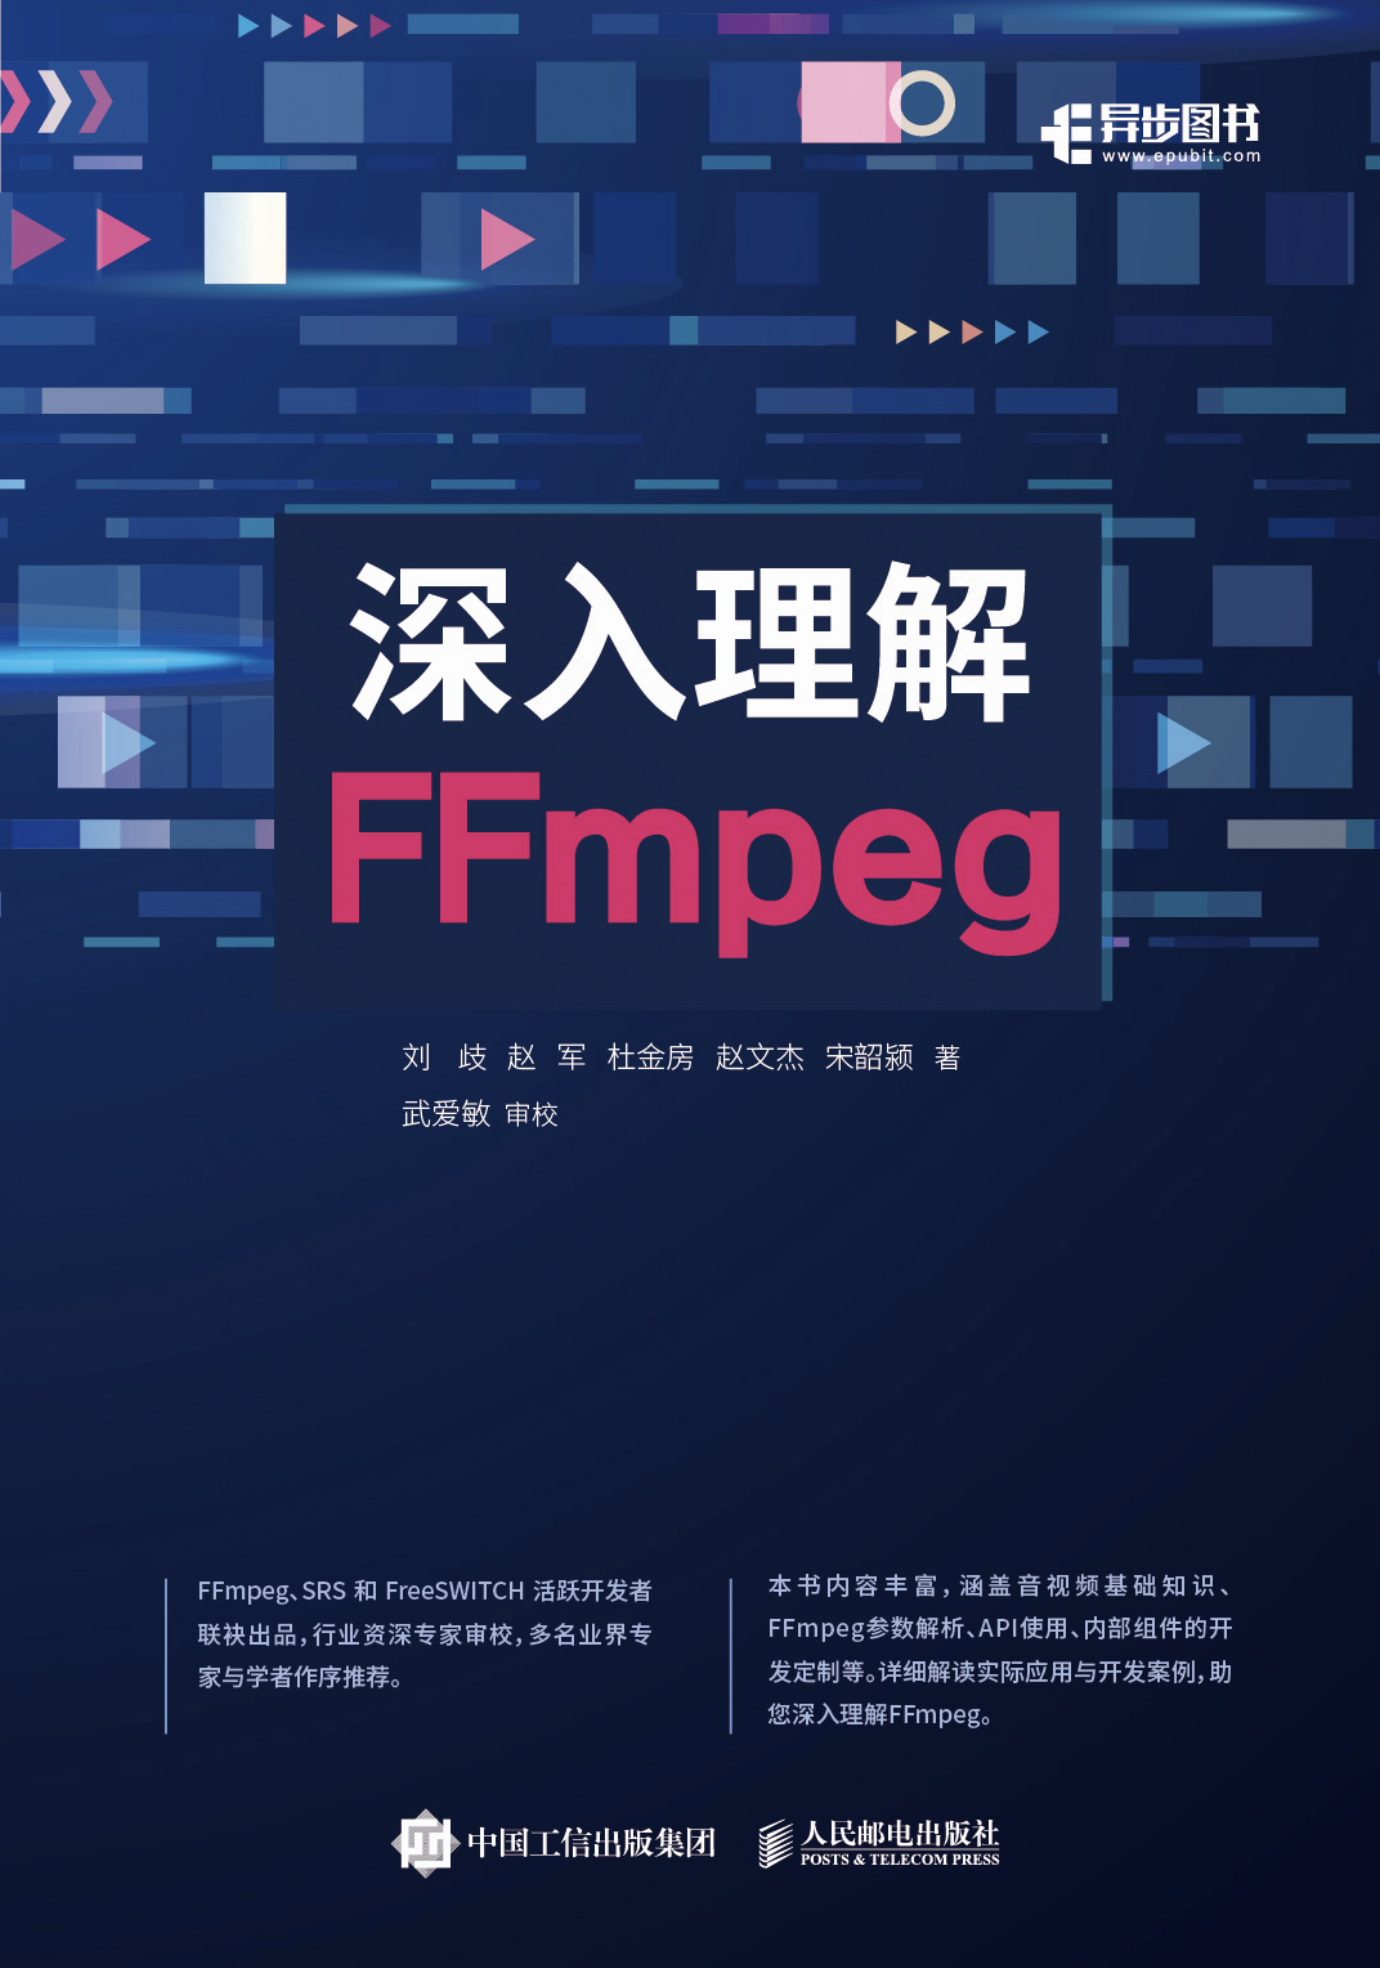 异步图书
www.epubit.com
深入理解
FFmpeg
刘 歧 赵 军 杜金房 赵文杰 宋韶颍 著
武爱敏 审校
FFmpeg、SRS 和 FreeSWITCH 活跃开发者
联袂出品，行业资深专家审校，多名业界专
家与学者作序推荐。
本书内容丰富，涵盖音视频基础知识、
FFmpeg参数解析、API使用、内部组件的开
发定制等。详细解读实际应用与开发案例，助
您深入理解FFmpeg。
中国工信出版集团
人民邮电出版社
POSTS & TELECOM PRESS